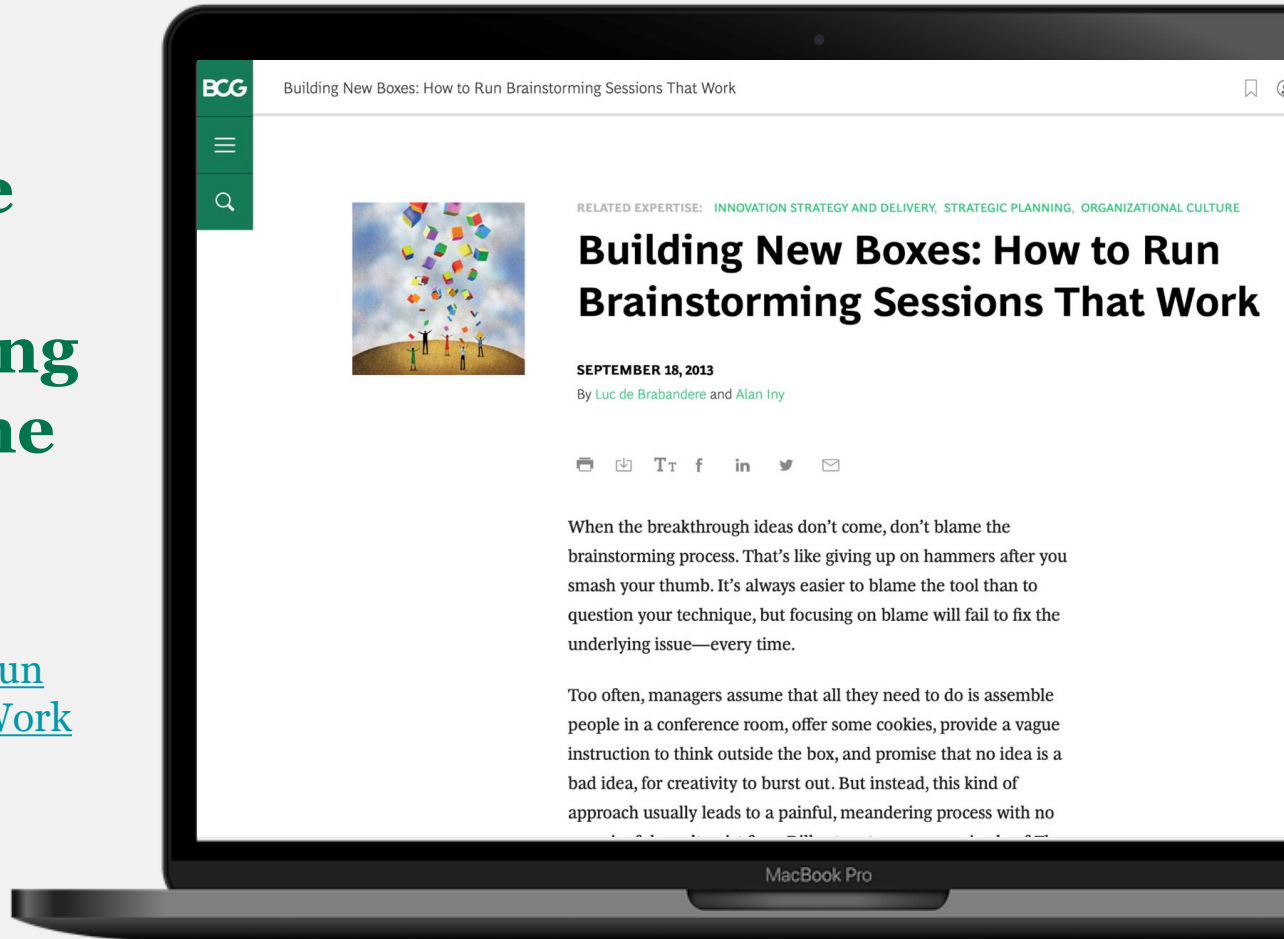 e
ng
ne
un
Work
BCG
Building New Boxes: How to Run Brainstorming Sessions That Work
RELATED EXPERTISE: INNOVATION STRATEGY AND DELIVERY, STRATEGIC PLANNING, ORGANIZATIONAL CULTURE
Building New Boxes: How to Run
Brainstorming Sessions That Work
SEPTEMBER 18, 2013
By Luc de Brabandere and Alan Iny
TT f in
When the breakthrough ideas don’t come, don’t blame the
brainstorming process. That’s like giving up on hammers after you
smash your thumb. It’s always easier to blame the tool than to
question your technique, but focusing on blame will fail to fix the
underlying issue—every time.
Too often, managers assume that all they need to do is assemble
people in a conference room, offer some cookies, provide a vague
instruction to think outside the box, and promise that no idea is a
bad idea, for creativity to burst out. But instead, this kind of
approach usually leads to a painful, meandering process with no
MacBook Pro